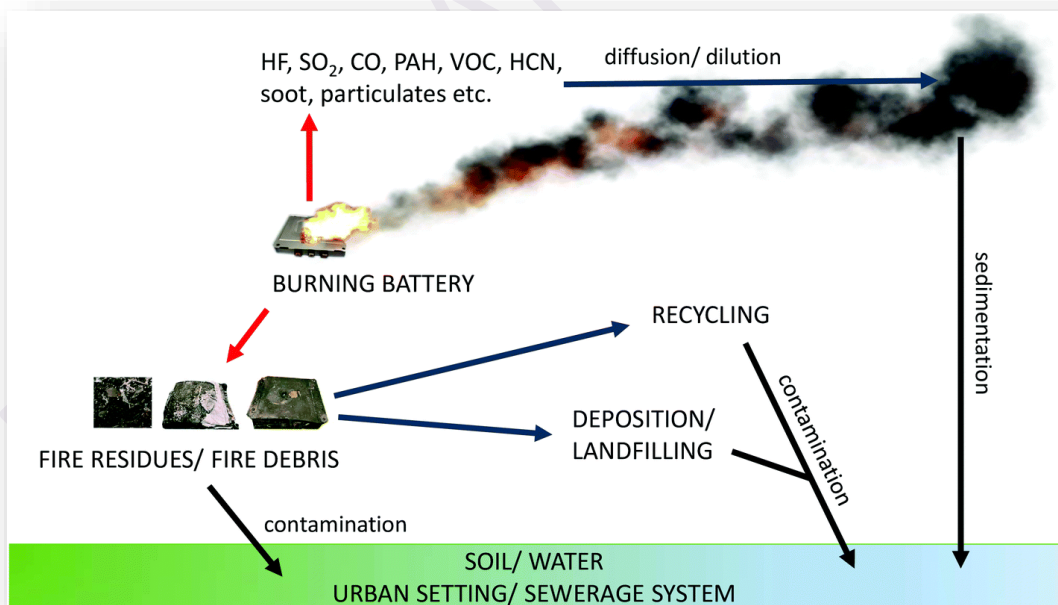 HF, SO₂, CO, PAH, VOC, HCN,
soot, particulates etc.
diffusion/ dilution
BURNING BATTERY
sedimentation
RECYCLING
contamination
DEPOSITION/
LANDFILLING
FIRE RESIDUES/ FIRE DEBRIS
contamination
SOIL/ WATER
URBAN SETTING/ SEWERAGE SYSTEM